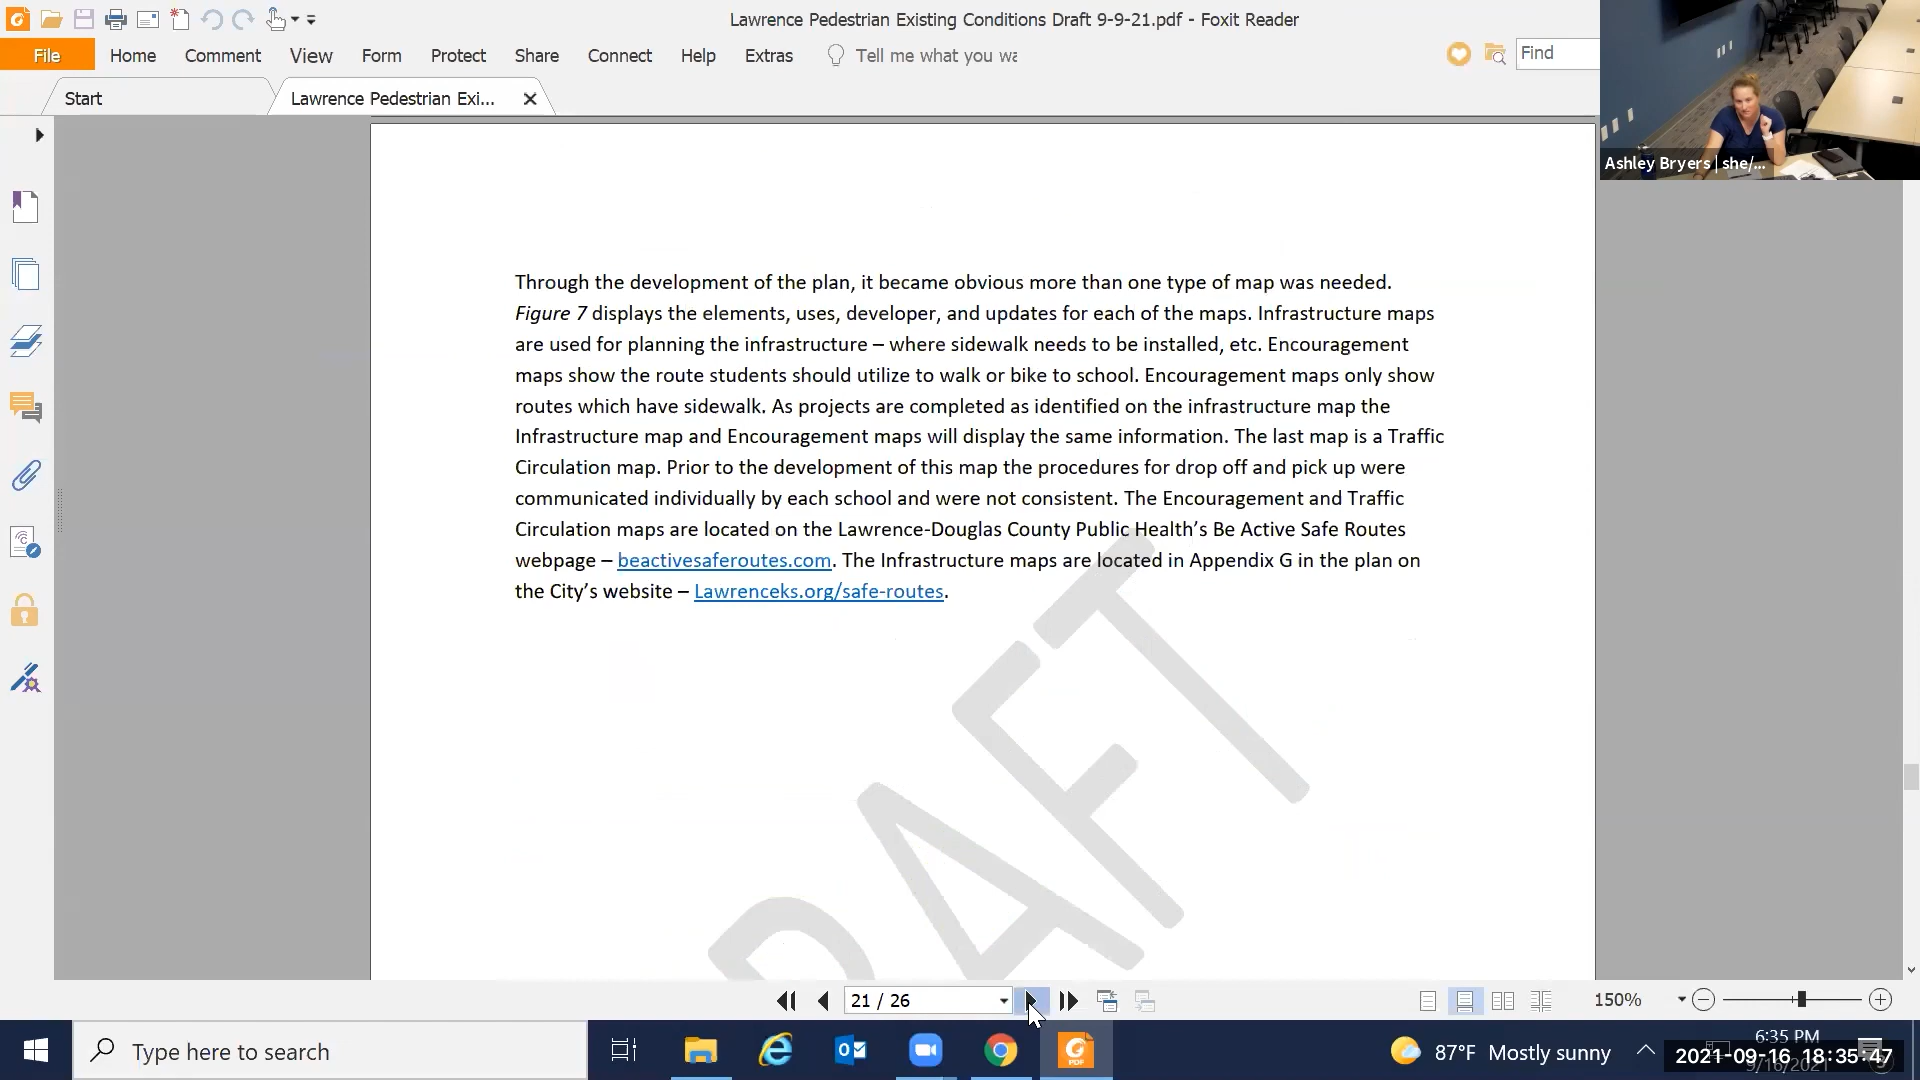 Lawrence Pedestrian Existing Conditions Draft 9-9-21.pdf - Foxit Reader
File Home Comment View Form Protect Share Connect Help Extras Tell me what you wa Find
Start Lawrence Pedestrian Exi...
Ashley Bryers | she/...
Through the development of the plan, it became obvious more than one type of map was needed.
Figure 7 displays the elements, uses, developer, and updates for each of the maps. Infrastructure maps
are used for planning the infrastructure – where sidewalk needs to be installed, etc. Encouragement
maps show the route students should utilize to walk or bike to school. Encouragement maps only show
routes which have sidewalk. As projects are completed as identified on the infrastructure map the
Infrastructure map and Encouragement maps will display the same information. The last map is a Traffic
Circulation map. Prior to the development of this map the procedures for drop off and pick up were
communicated individually by each school and were not consistent. The Encouragement and Traffic
Circulation maps are located on the Lawrence-Douglas County Public Health’s Be Active Safe Routes
webpage – beactivesaferoutes.com. The Infrastructure maps are located in Appendix G in the plan on
the City’s website – Lawrenceks.org/safe-routes.
DRAFT
21 / 26
150%
Type here to search
87°F Mostly sunny
6:35 PM
2021-09-16 18:35:47